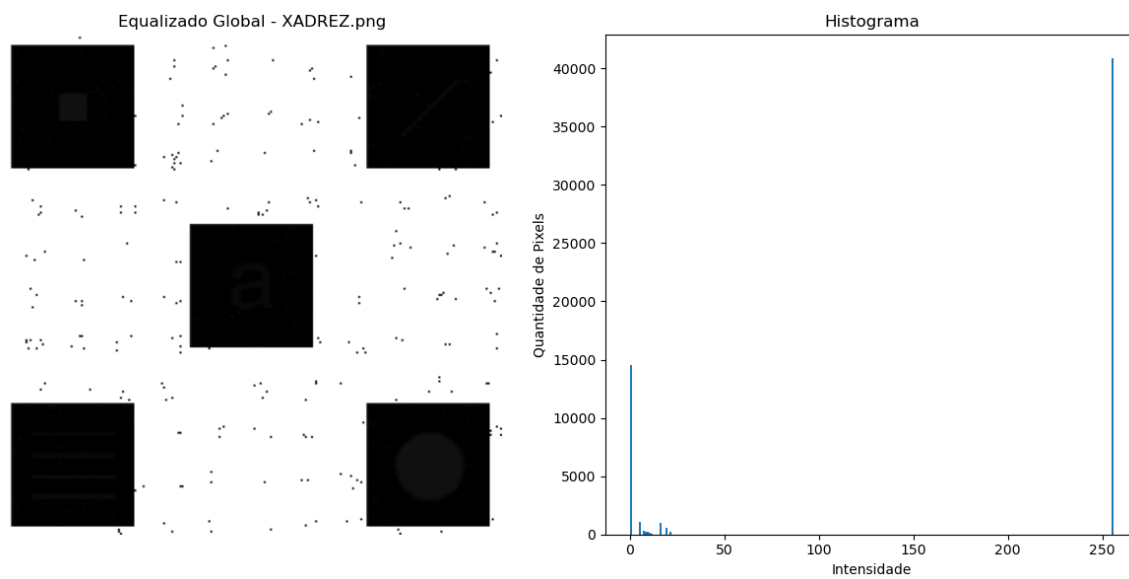 Equalizado Global - XADREZ.png
a
Histograma
Quantidade de Pixels
40000
35000
30000
25000
20000
15000
10000
5000
0
0 50 100 150 200 250
Intensidade